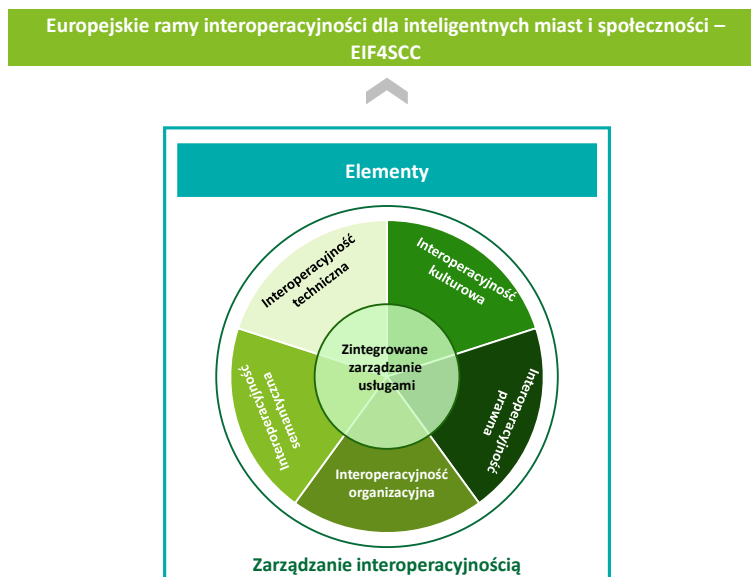 Europejskie ramy interoperacyjności dla inteligentnych miast i społeczności –
EIF4SCC
Elementy
Interoperacyjność
techniczna
Interoperacyjność
kulturowa
Zintegrowane
zarządzanie
usługami
Interoperacyjność
semantyczna
Interoperacyjność
prawna
Interoperacyjność
organizacyjna
Zarządzanie interoperacyjnością